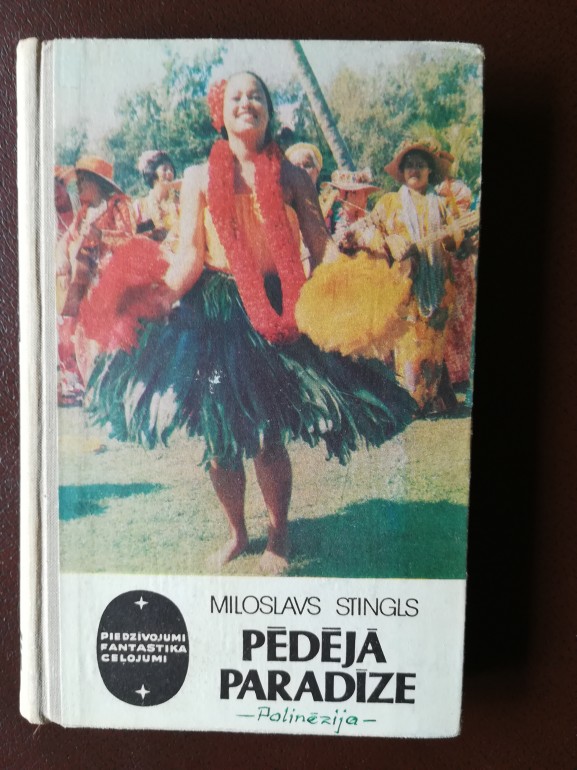 MILOSLAVS STINGLS
PĒDĒJĀ
PARADĪZE
—Polinēzija—
PIEDZĪVOJUMI
FANTASTIKA
CEĻOJUMI